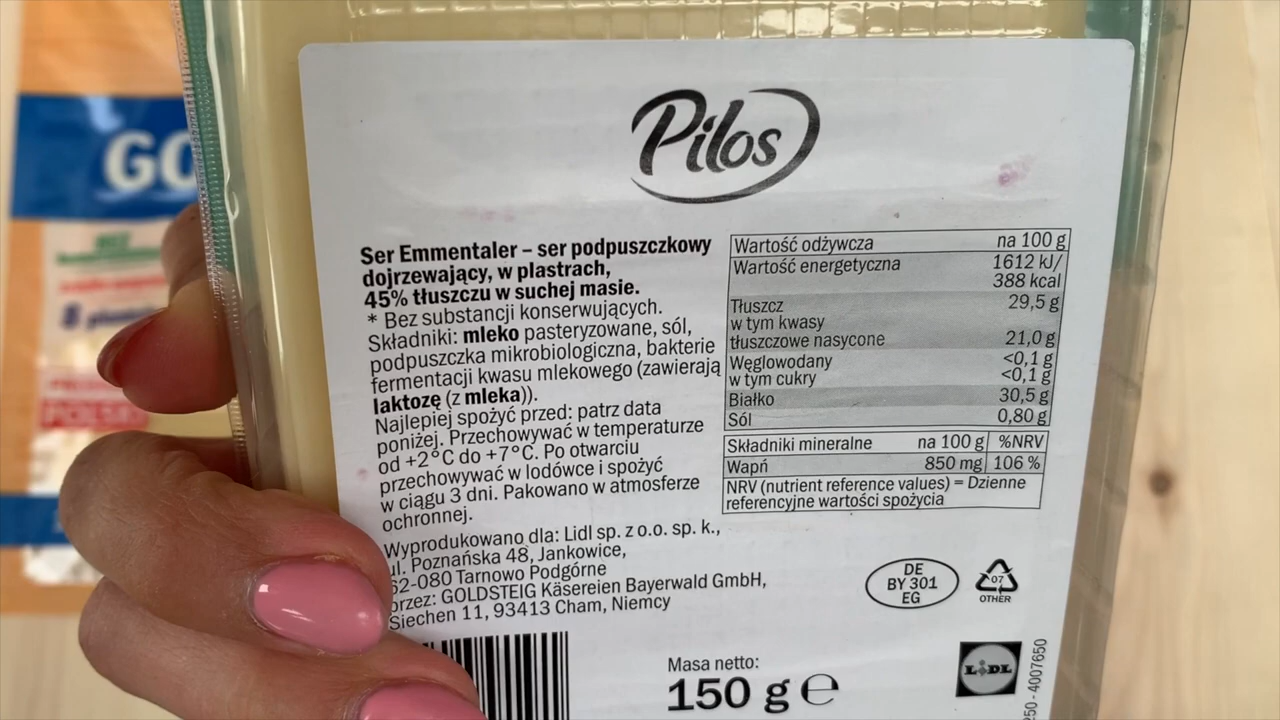 GO
8
Pilos
Ser Emmentaler – ser podpuszczkowy
dojrzewający, w plastrach,
45% tłuszczu w suchej masie.
* Bez substancji konserwujących.
Składniki: mleko pasteryzowane, sól,
podpuszczka mikrobiologiczna, bakterie
fermentacji kwasu mlekowego (zawierają
laktozę (z mleka)).
Najlepiej spożyć przed: patrz data
poniżej. Przechowywać w temperaturze
od +2°C do +7°C. Po otwarciu
przechowywać w lodówce i spożyć
w ciągu 3 dni. Pakowano w atmosferze
ochronnej.
Wyprodukowano dla: Lidl sp. z o.o. sp. k.,
ul. Poznańska 48, Jankowice,
62-080 Tarnowo Podgórne
przez: GOLDSTEIG Käsereien Bayerwald GmbH,
Siechen 11, 93413 Cham, Niemcy
Wartość odżywcza na 100 g
Wartość energetyczna 1612 kJ/
388 kcal
Tłuszcz 29,5 g
w tym kwasy
tłuszczowe nasycone 21,0 g
Węglowodany <0,1 g
w tym cukry <0,1 g
Białko 30,5 g
Sól 0,80 g
Składniki mineralne na 100 g %NRV
Wapń 850 mg 106 %
NRV (nutrient reference values) = Dzienne
referencyjne wartości spożycia
DE
BY 301
EG
07
OTHER
Masa netto:
150 g e
LIDL
50 - 4007650